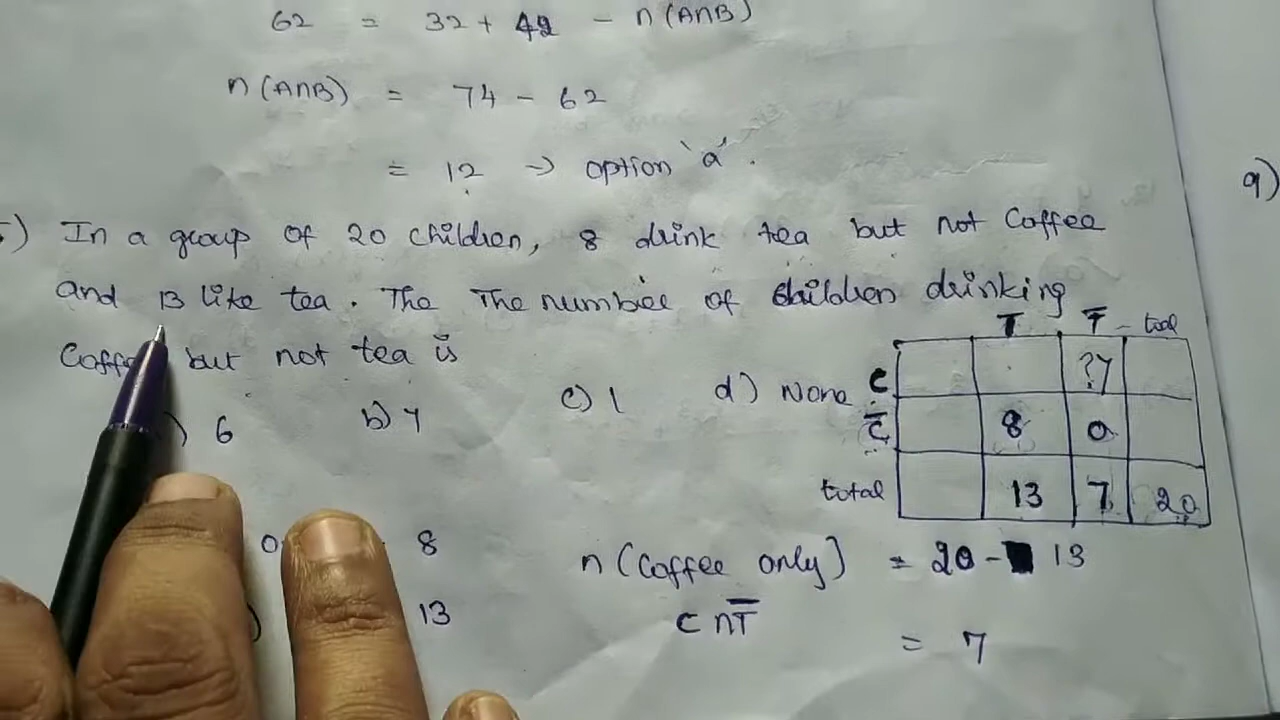 62 = 32 + 42 - n(A∩B)
n(A∩B) = 74 - 62
= 12 → option 'a'.
9)
) In a group of 20 children, 8 drink tea but not Coffee
and 13 like tea. The The number of children drinking
but not tea is
) 6 b) 7 c) 1 d) None
T T̅ - total
C ?7
C̅ 8 0
total 13 7 20
8
13
n(Coffee only) = 20 - 13
C∩T̅
= 7